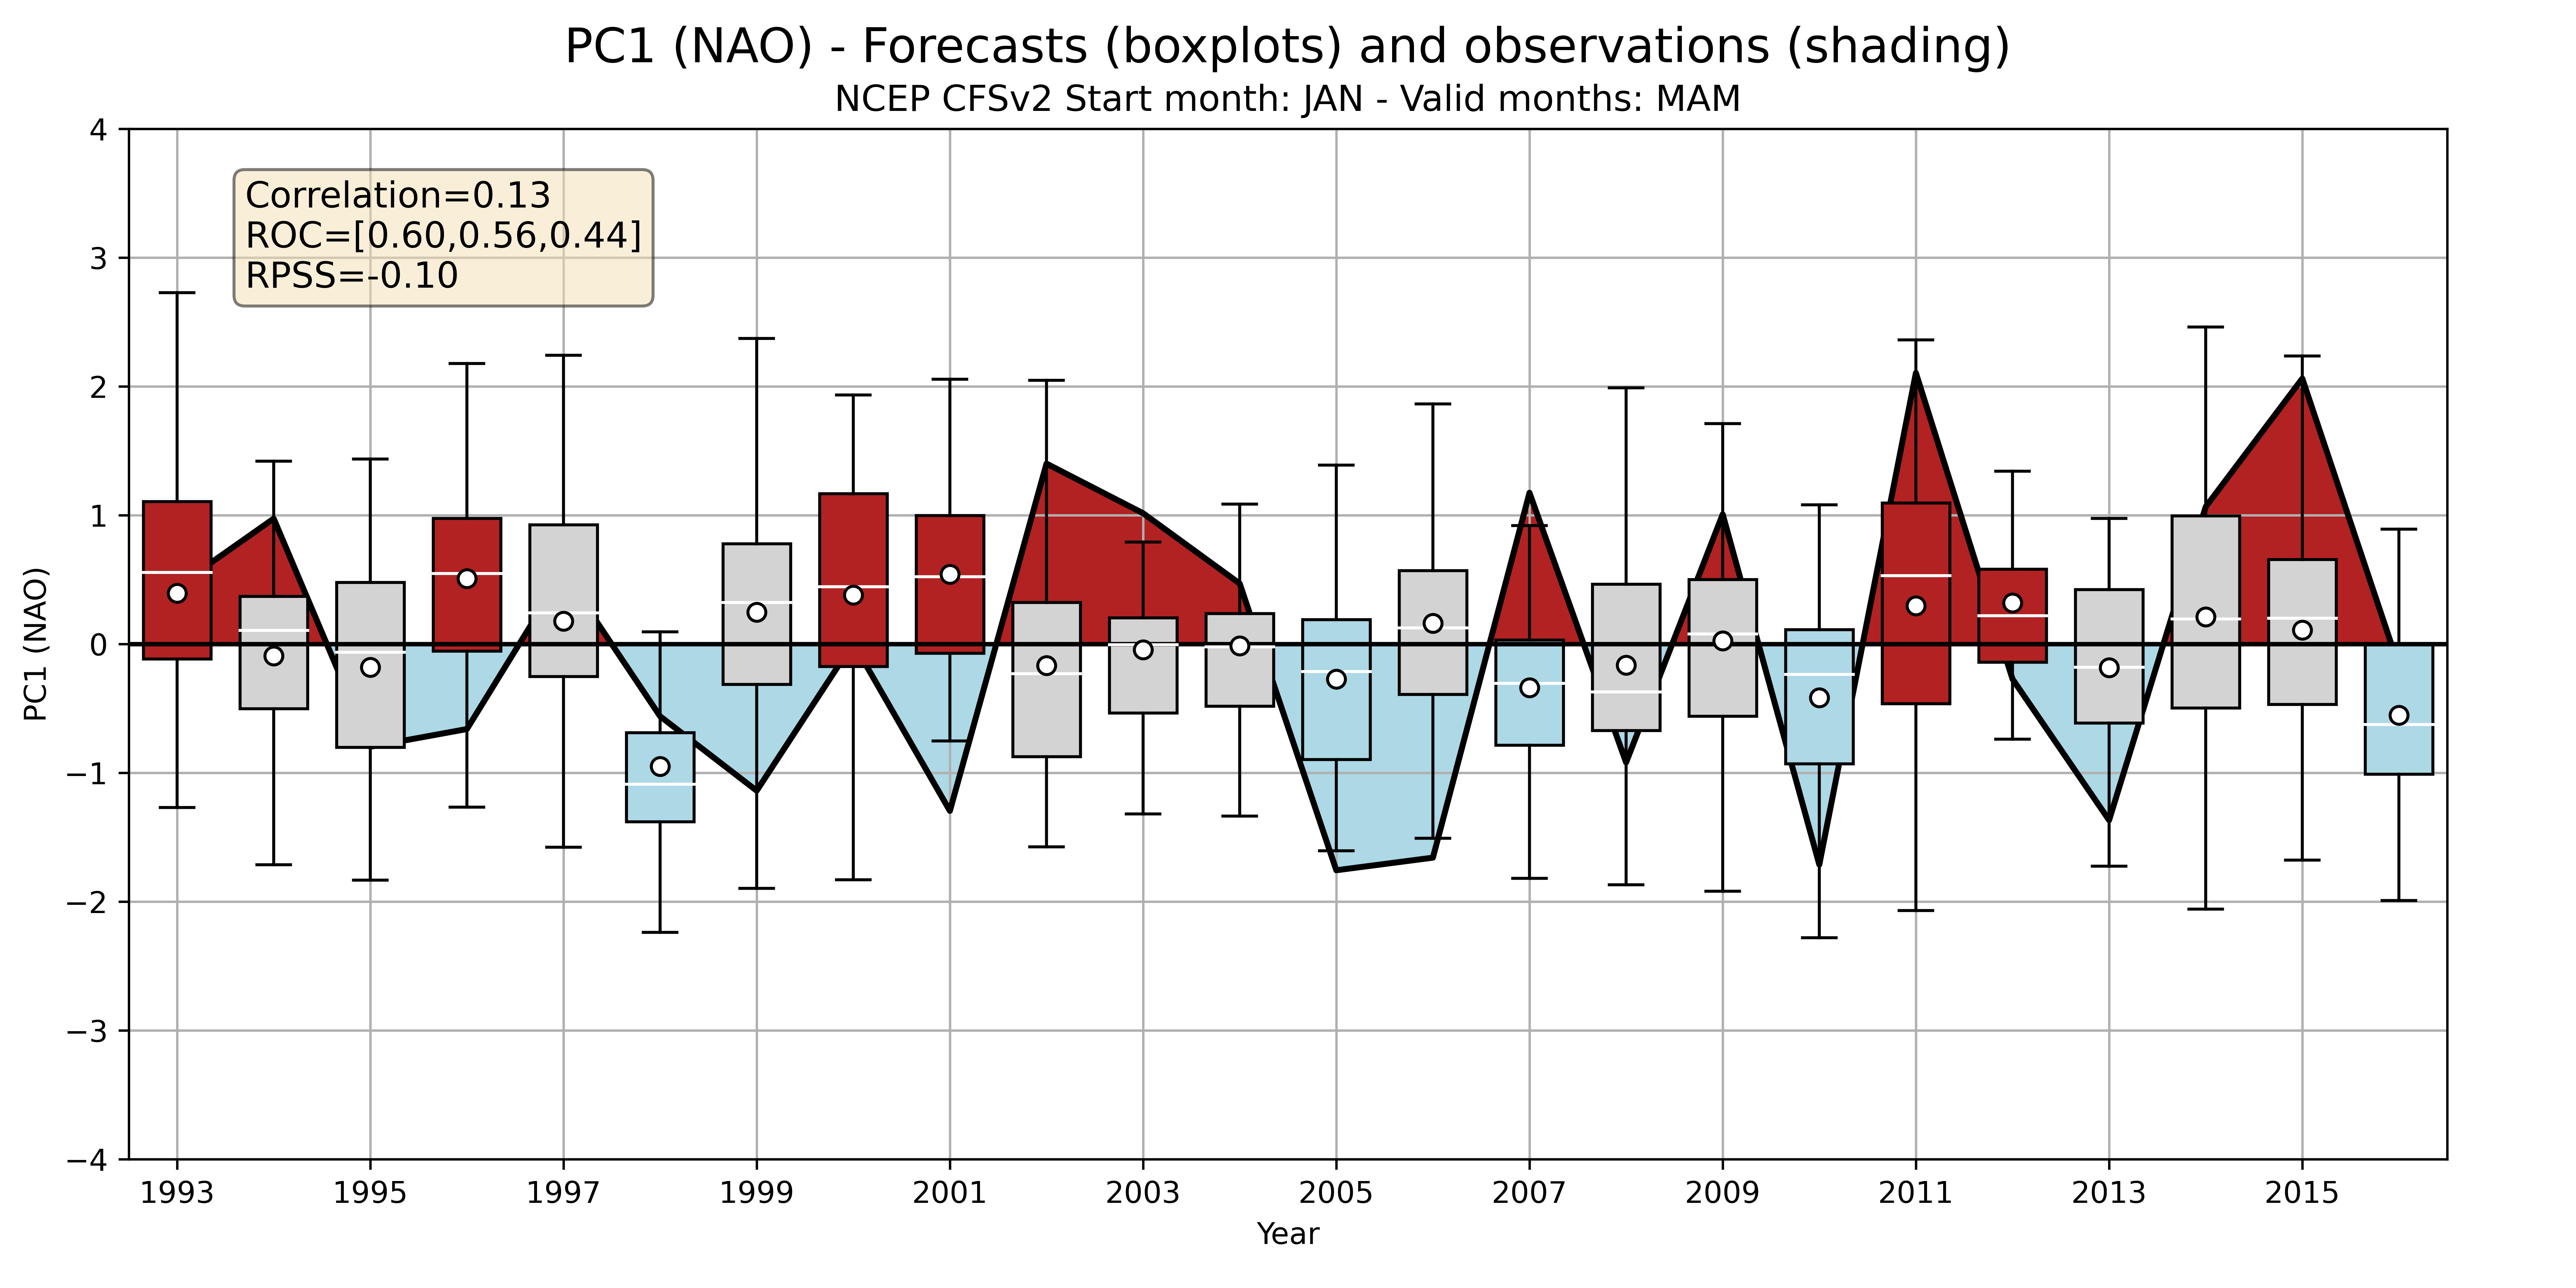 PC1 (NAO) - Forecasts (boxplots) and observations (shading)
NCEP CFSv2 Start month: JAN - Valid months: MAM
Correlation=0.13
ROC=[0.60,0.56,0.44]
RPSS=-0.10
PC1 (NAO)
4
3
2
1
0
−1
−2
−3
−4
1993 1995 1997 1999 2001 2003 2005 2007 2009 2011 2013 2015
Year